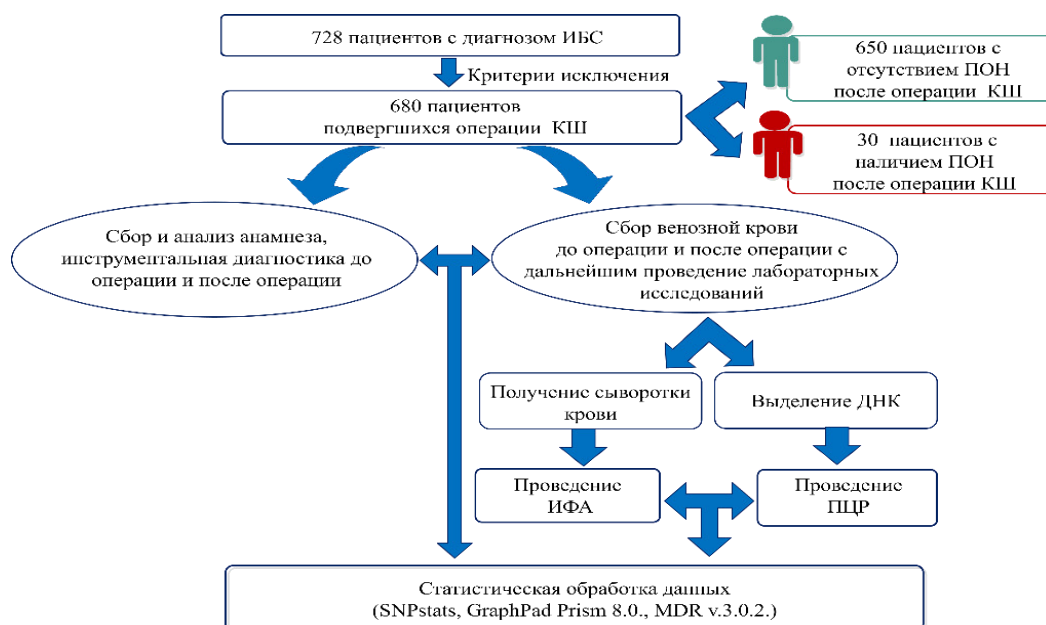 728 пациентов с диагнозом ИБС
Критерии исключения
680 пациентов
подвергшихся операции КШ
650 пациентов с
отсутствием ПОН
после операции КШ
30 пациентов с
наличием ПОН
после операции КШ
Сбор и анализ анамнеза,
инструментальная диагностика до
операции и после операции
Сбор венозной крови
до операции и после операции с
дальнейшим проведение лабораторных
исследований
Получение сыворотки
крови
Выделение ДНК
Проведение
ИФА
Проведение
ПЦР
Статистическая обработка данных
(SNPstats, GraphPad Prism 8.0., MDR v.3.0.2.)